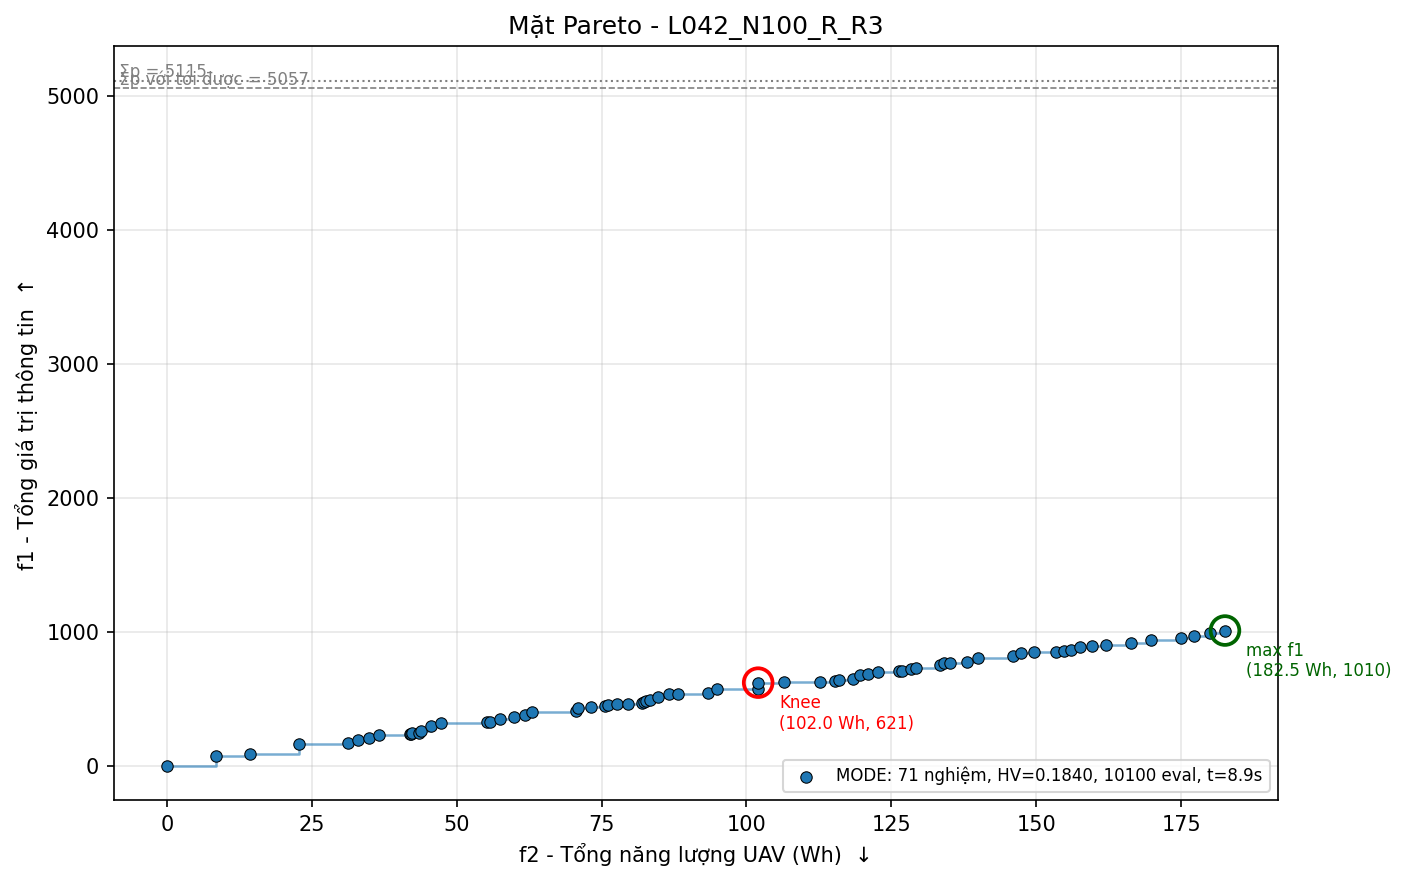 Mặt Pareto - L042_N100_R_R3
Σp = 5115
Σp với tới được = 5057
5000
4000
3000
2000
1000
0
f1 - Tổng giá trị thông tin ↑
Knee
(102.0 Wh, 621)
max f1
(182.5 Wh, 1010)
MODE: 71 nghiệm, HV=0.1840, 10100 eval, t=8.9s
0 25 50 75 100 125 150 175
f2 - Tổng năng lượng UAV (Wh) ↓